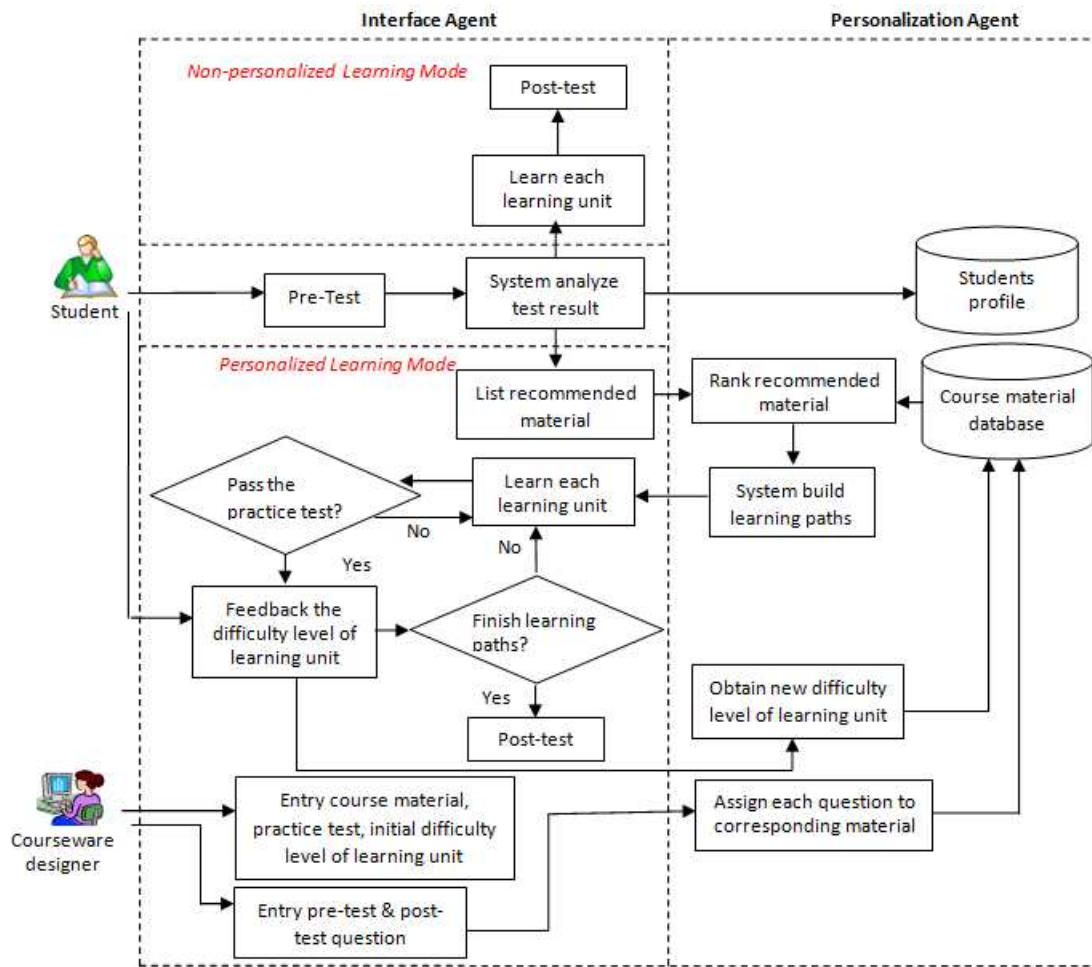 Interface Agent
Personalization Agent
Non-personalized Learning Mode
Post-test
Learn each
learning unit
Student
Pre-Test
System analyze
test result
Students
profile
Personalized Learning Mode
List recommended
material
Rank recommended
material
Course material
database
Pass the
practice test?
Learn each
learning unit
System build
learning paths
No
No
Yes
Feedback the
difficulty level of
learning unit
Finish learning
paths?
Yes
Post-test
Obtain new difficulty
level of learning unit
Courseware
designer
Entry course material,
practice test, initial difficulty
level of learning unit
Assign each question to
corresponding material
Entry pre-test & post-
test question